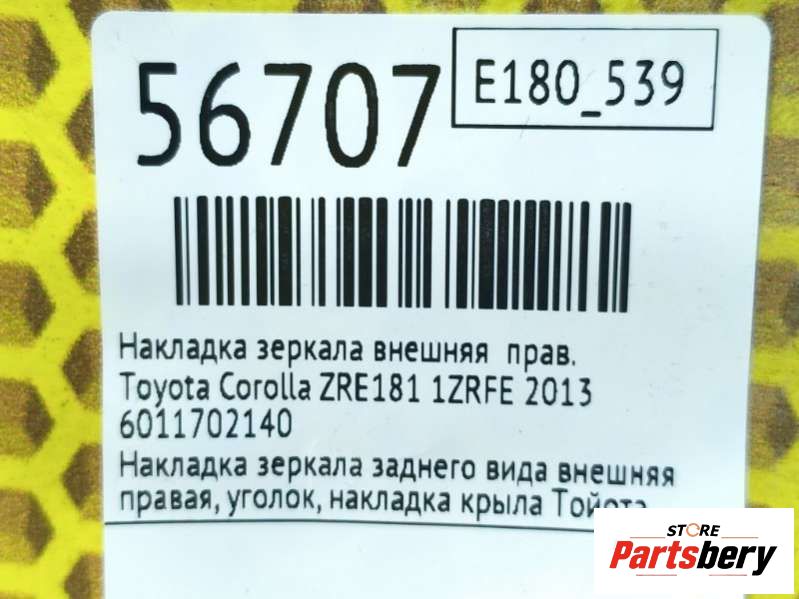 56707
E180_539
Накладка зеркала внешняя прав.
Toyota Corolla ZRE181 1ZRFE 2013
6011702140
Накладка зеркала заднего вида внешняя
правая, уголок, накладка крыла Тойота
STORE
Partsbery